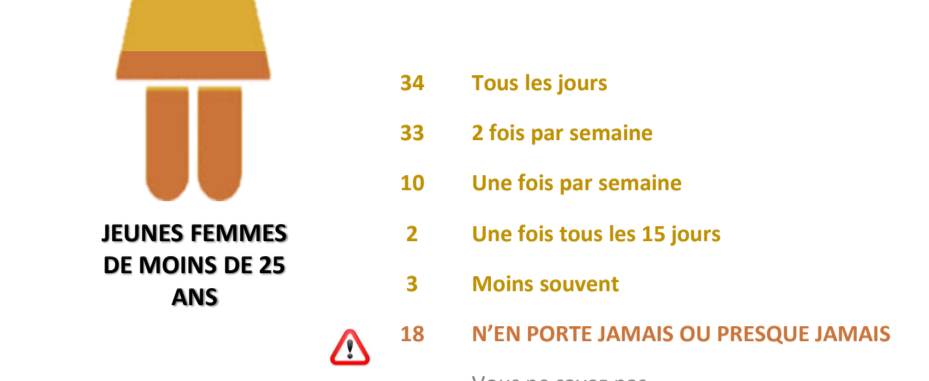 34 Tous les jours
33 2 fois par semaine
10 Une fois par semaine
2 Une fois tous les 15 jours
3 Moins souvent
18 N'EN PORTE JAMAIS OU PRESQUE JAMAIS
JEUNES FEMMES
DE MOINS DE 25
ANS